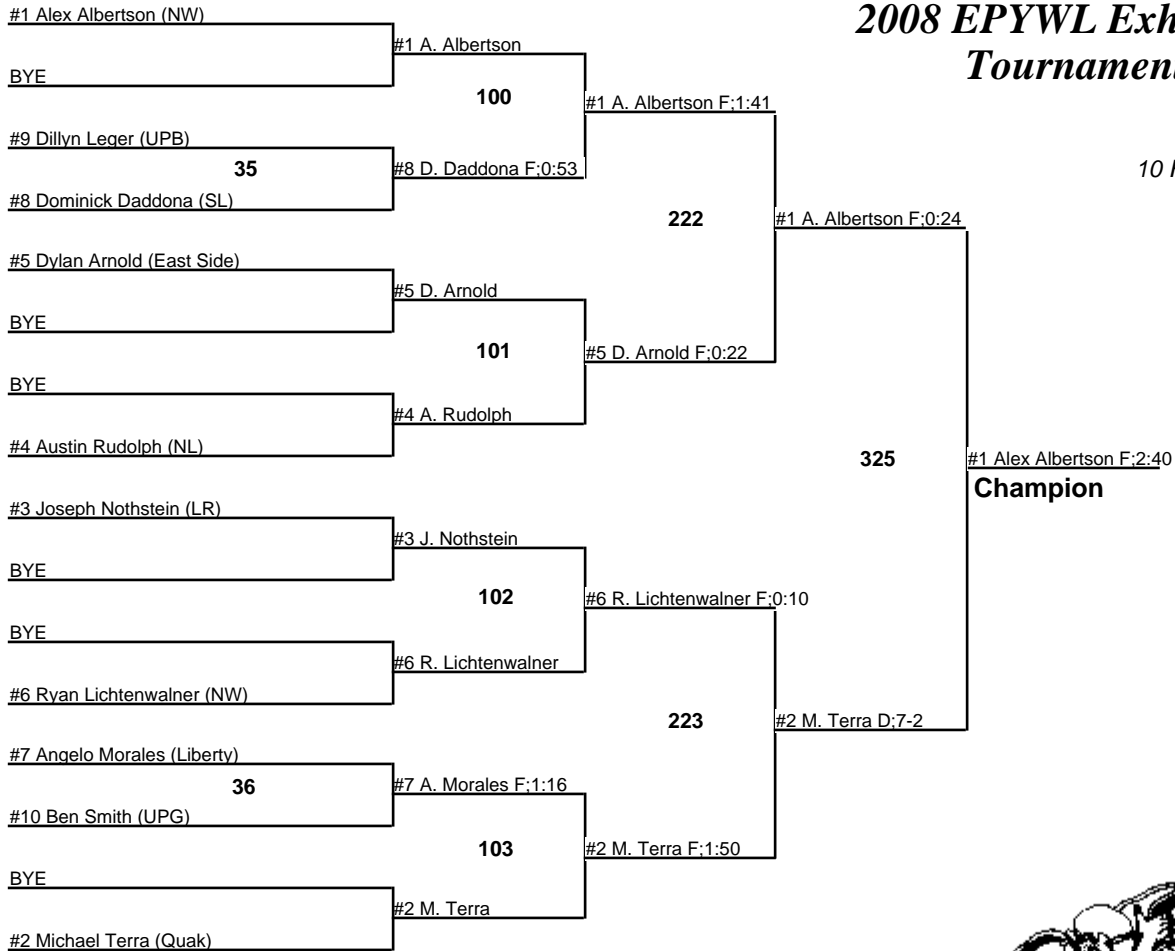 #1 Alex Albertson (NW)
2008 EPYWL Exh
#1 A. Albertson
Tournamen
BYE
100
#1 A. Albertson F;1:41
#9 Dillyn Leger (UPB)
35
#8 D. Daddona F;0:53
10
#8 Dominick Daddona (SL)
222
#1 A. Albertson F;0:24
#5 Dylan Arnold (East Side)
#5 D. Arnold
BYE
101
#5 D. Arnold F;0:22
BYE
#4 A. Rudolph
#4 Austin Rudolph (NL)
325
#1 Alex Albertson F;2:40
Champion
#3 Joseph Nothstein (LR)
#3 J. Nothstein
BYE
102
#6 R. Lichtenwalner F;0:10
BYE
#6 R. Lichtenwalner
#6 Ryan Lichtenwalner (NW)
223
#2 M. Terra D;7-2
#7 Angelo Morales (Liberty)
36
#7 A. Morales F;1:16
#10 Ben Smith (UPG)
103
#2 M. Terra F;1:50
BYE
#2 M. Terra
#2 Michael Terra (Quak)